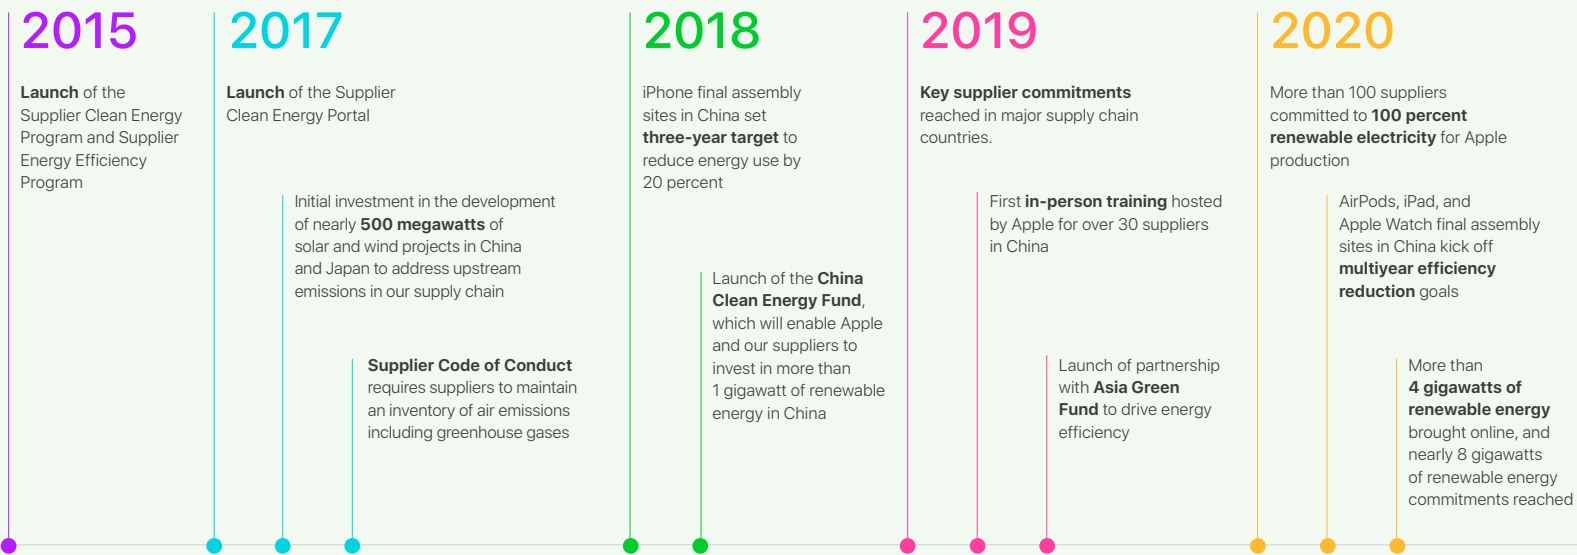 2015
Launch of the
Supplier Clean Energy
Program and Supplier
Energy Efficiency
Program
2017
Launch of the Supplier
Clean Energy Portal
Initial investment in the development
of nearly 500 megawatts of
solar and wind projects in China
and Japan to address upstream
emissions in our supply chain
Supplier Code of Conduct
requires suppliers to maintain
an inventory of air emissions
including greenhouse gases
2018
iPhone final assembly
sites in China set
three-year target to
reduce energy use by
20 percent
Launch of the China
Clean Energy Fund,
which will enable Apple
and our suppliers to
invest in more than
1 gigawatt of renewable
energy in China
2019
Key supplier commitments
reached in major supply chain
countries.
First in-person training hosted
by Apple for over 30 suppliers
in China
Launch of partnership
with Asia Green
Fund to drive energy
efficiency
2020
More than 100 suppliers
committed to 100 percent
renewable electricity for Apple
production
AirPods, iPad, and
Apple Watch final assembly
sites in China kick off
multiyear efficiency
reduction goals
More than
4 gigawatts of
renewable energy
brought online, and
nearly 8 gigawatts
of renewable energy
commitments reached